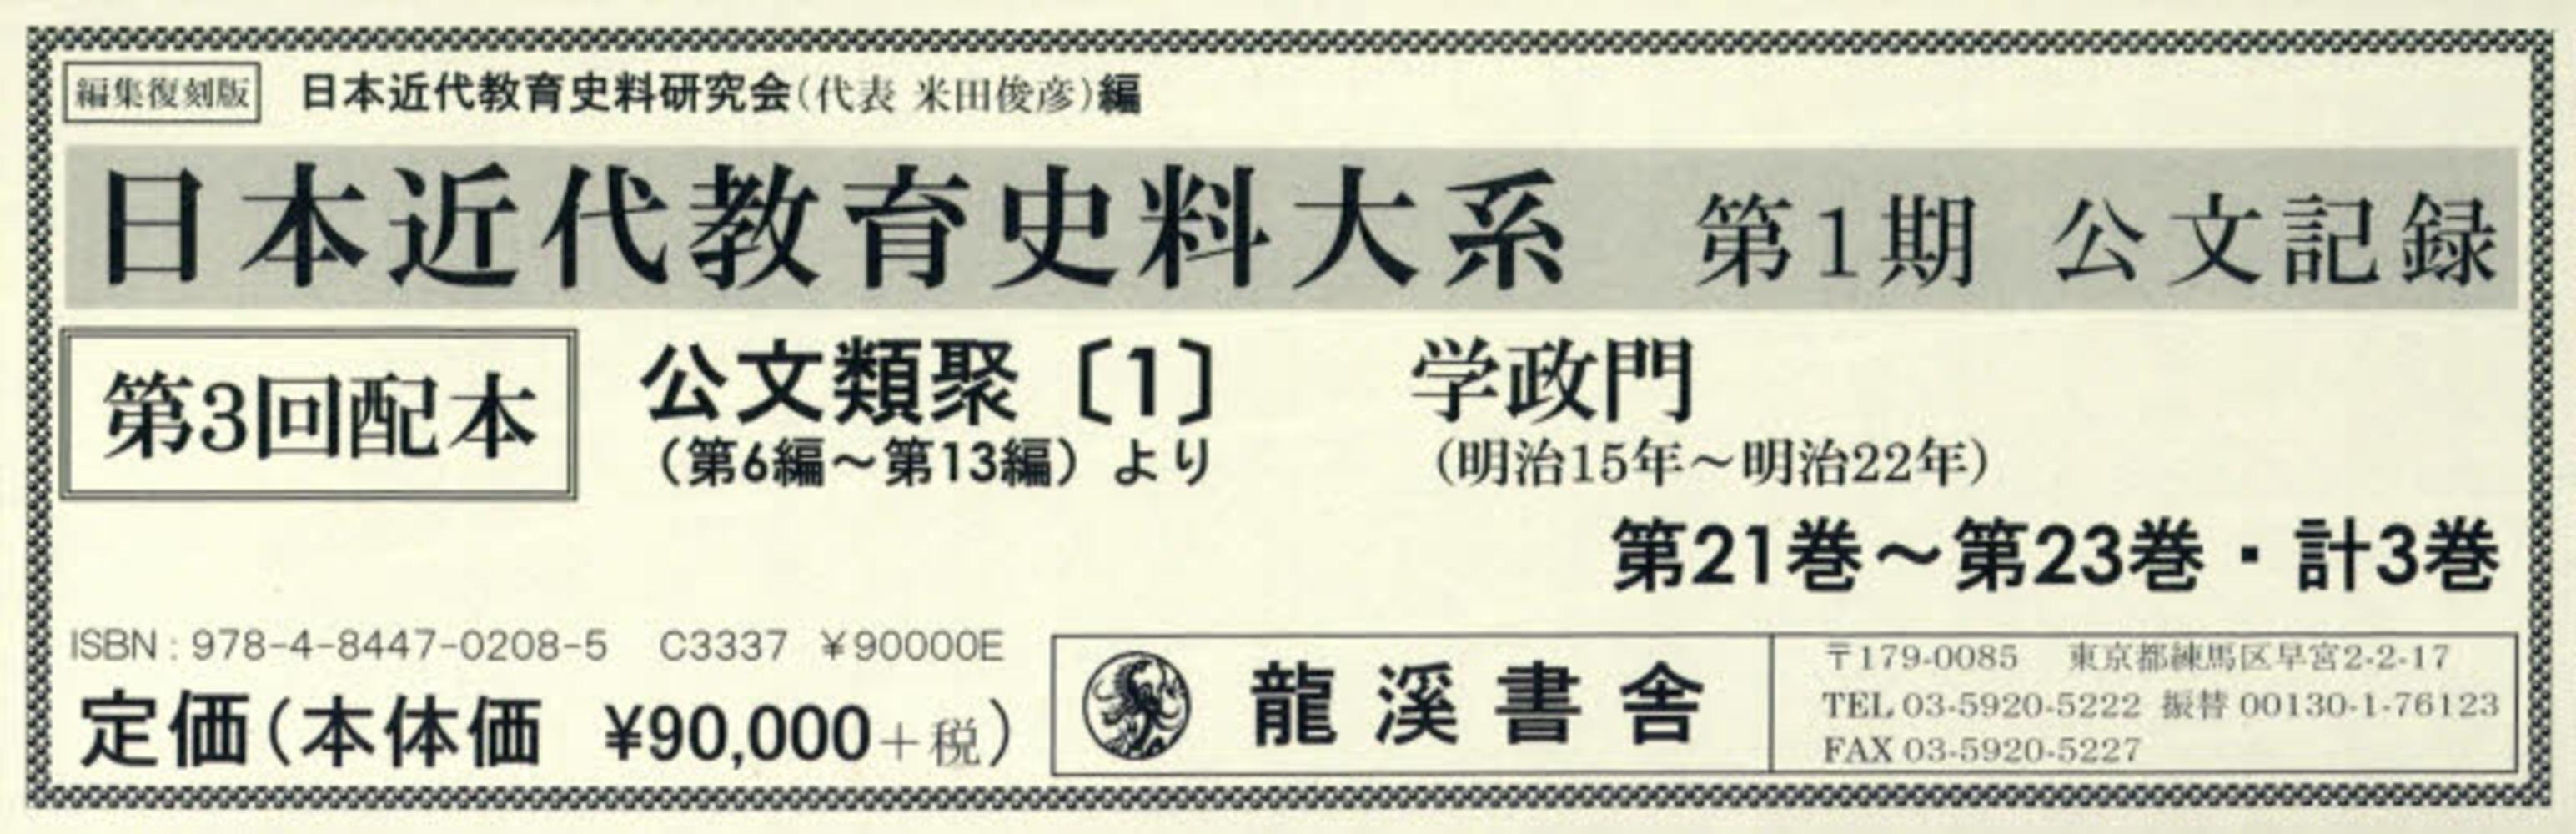 編集復刻版 日本近代教育史料研究会(代表 米田俊彦)編
日本近代教育史料大系 第1期 公文記録
第3回配本
公文類聚〔1〕 学政門
(第6編～第13編)より (明治15年～明治22年)
第21巻～第23巻・計3巻
ISBN : 978-4-8447-0208-5 C3337 ¥90000E
定価(本体価 ¥90,000+税)
龍溪書舎
〒179-0085 東京都練馬区早宮2-2-17
TEL 03-5920-5222 振替 00130-1-76123
FAX 03-5920-5227